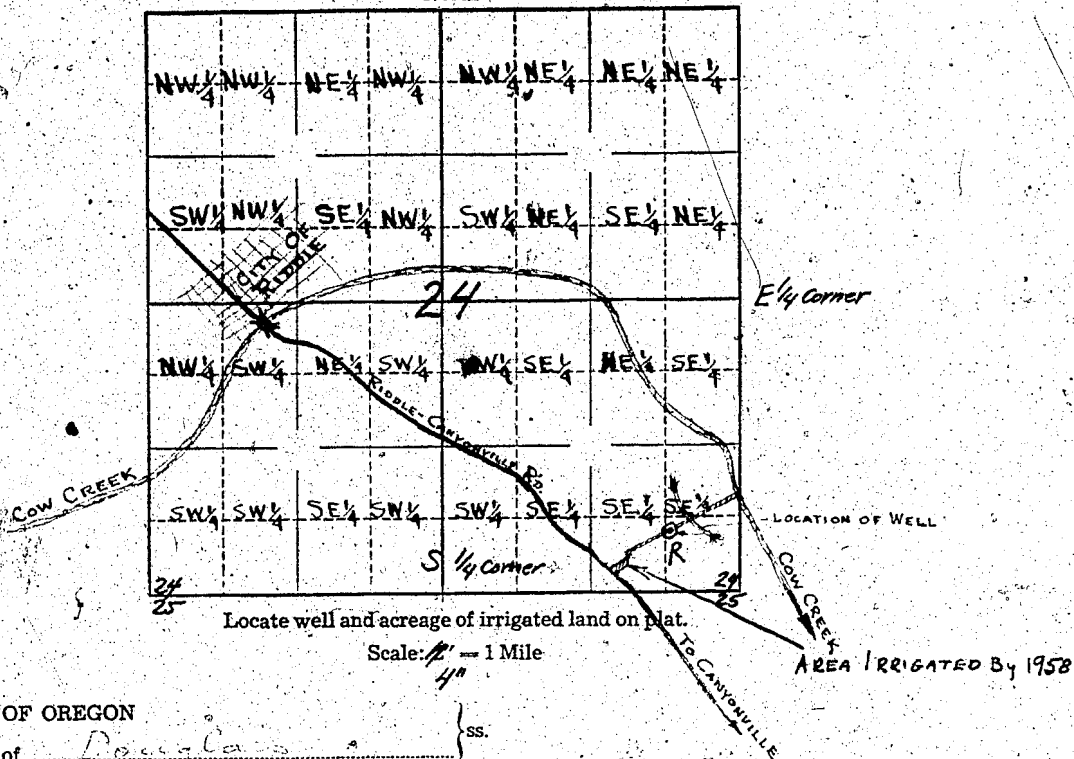 NW¼ NW¼ NE¼ NW¼ NW¼ NE¼ NE¼ NE¼
SW¼ NW¼ SE¼ NW¼ SW¼ NE¼ SE¼ NE¼
CITY OF
RIDDLE
24
E¼ Corner
NW¼ SW¼ NE¼ SW¼ NW¼ SE¼ NE¼ SE¼
RIDDLE-CANYONVILLE RD.
COW CREEK
SW¼ SW¼ SE¼ SW¼ SW¼ SE¼ SE¼ SE¼
LOCATION OF WELL
R
S ¼ Corner
24
25
24
25
COW CREEK
Locate well and acreage of irrigated land on plat.
Scale: = 1 Mile
4"
AREA IRRIGATED By 1958
TO CANYONVILLE
OF OREGON
ss.
of Douglas